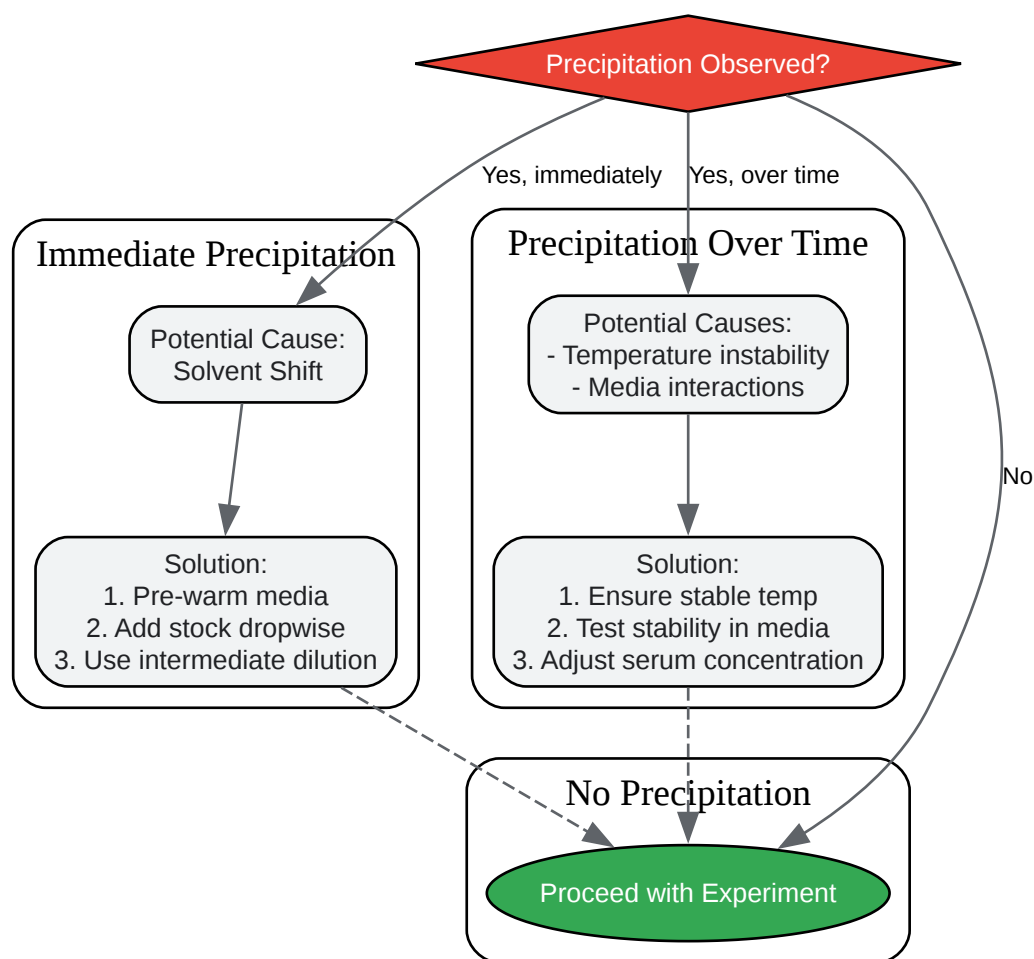 Precipitation Observed?
Yes, immediately
Yes, over time
Immediate Precipitation
Potential Cause:
Solvent Shift
Solution:
1. Pre-warm media
2. Add stock dropwise
3. Use intermediate dilution
Precipitation Over Time
Potential Causes:
- Temperature instability
- Media interactions
Solution:
1. Ensure stable temp
2. Test stability in media
3. Adjust serum concentration
No
No Precipitation
Proceed with Experiment